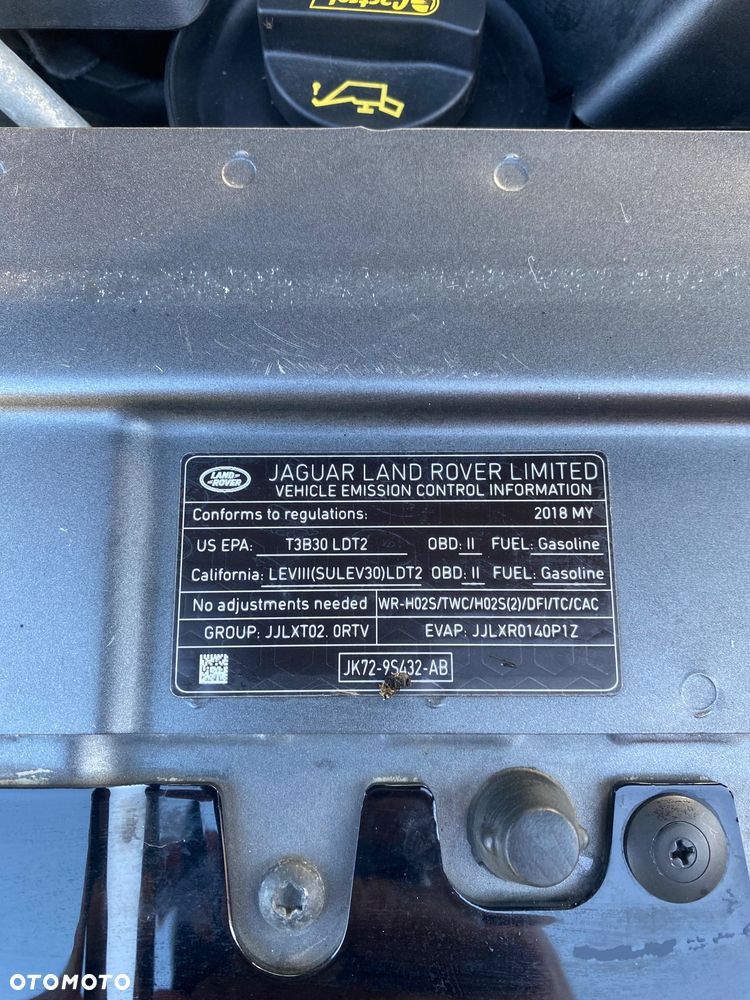 Castrol
LAND ROVER
JAGUAR LAND ROVER LIMITED
VEHICLE EMISSION CONTROL INFORMATION
Conforms to regulations: 2018 MY
US EPA: T3B30 LDT2 OBD: II FUEL: Gasoline
California: LEVIII(SULEV30)LDT2 OBD: II FUEL: Gasoline
No adjustments needed WR-H02S/TWC/H02S(2)/DFI/TC/CAC
GROUP: JJLXT02. 0RTV EVAP: JJLXR0140P1Z
JK72-9S432-AB
OTOMOTO